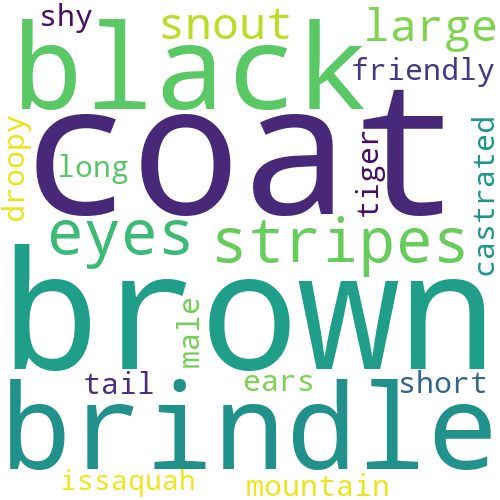 shy
snout
large
black
friendly
coat
droopy
long
tiger
castrated
eyes
stripes
brown
male
tail
ears
short
brindle
issaquah
mountain